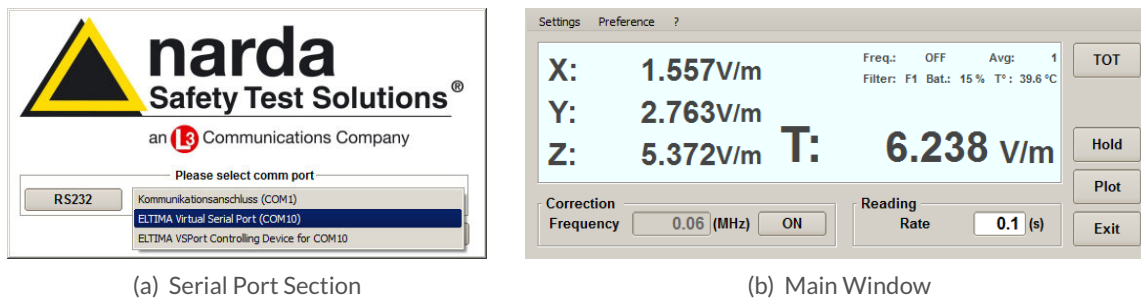 narda
Safety Test Solutions®
an L3 Communications Company
Please select comm port
RS232
Kommunikationsanschluss (COM1)
ELTIMA Virtual Serial Port (COM10)
ELTIMA VSPort Controlling Device for COM10
(a) Serial Port Section
Settings Preference ?
X: 1.557V/m
Y: 2.763V/m
Z: 5.372V/m
T: 6.238 V/m
Freq.: OFF Avg: 1
Filter: F1 Bat.: 15 % T° : 39.6 °C
TOT
Hold
Plot
Exit
Correction
Frequency 0.06 (MHz) ON
Reading
Rate 0.1 (s)
(b) Main Window